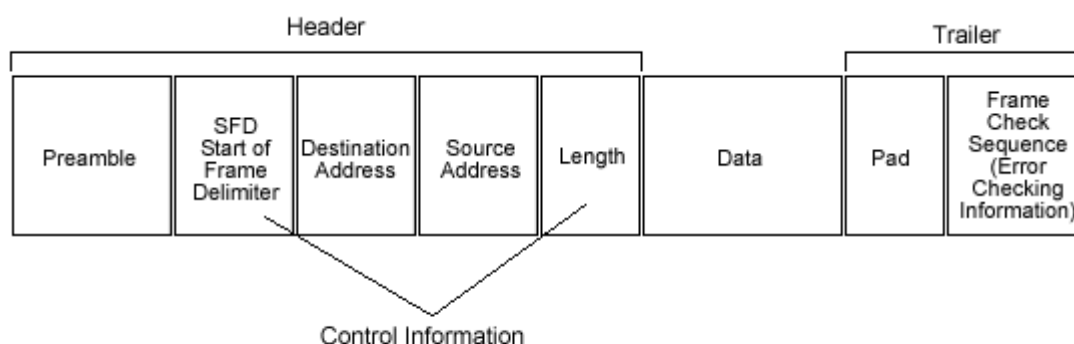 Header
Trailer
Preamble
SFD
Start of
Frame
Delimiter
Destination
Address
Source
Address
Length
Data
Pad
Frame
Check
Sequence
(Error
Checking
Information)
Control Information